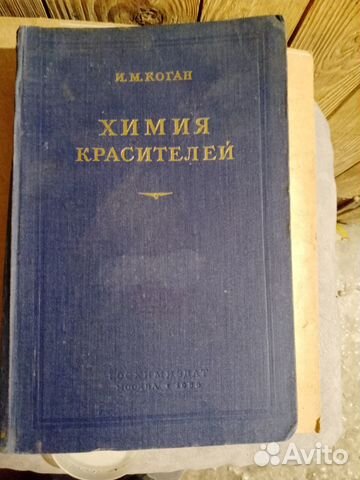 И. М. КОГАН
ХИМИЯ
КРАСИТЕЛЕЙ
ГОСХИМИЗДАТ
МОСКВА
Avito